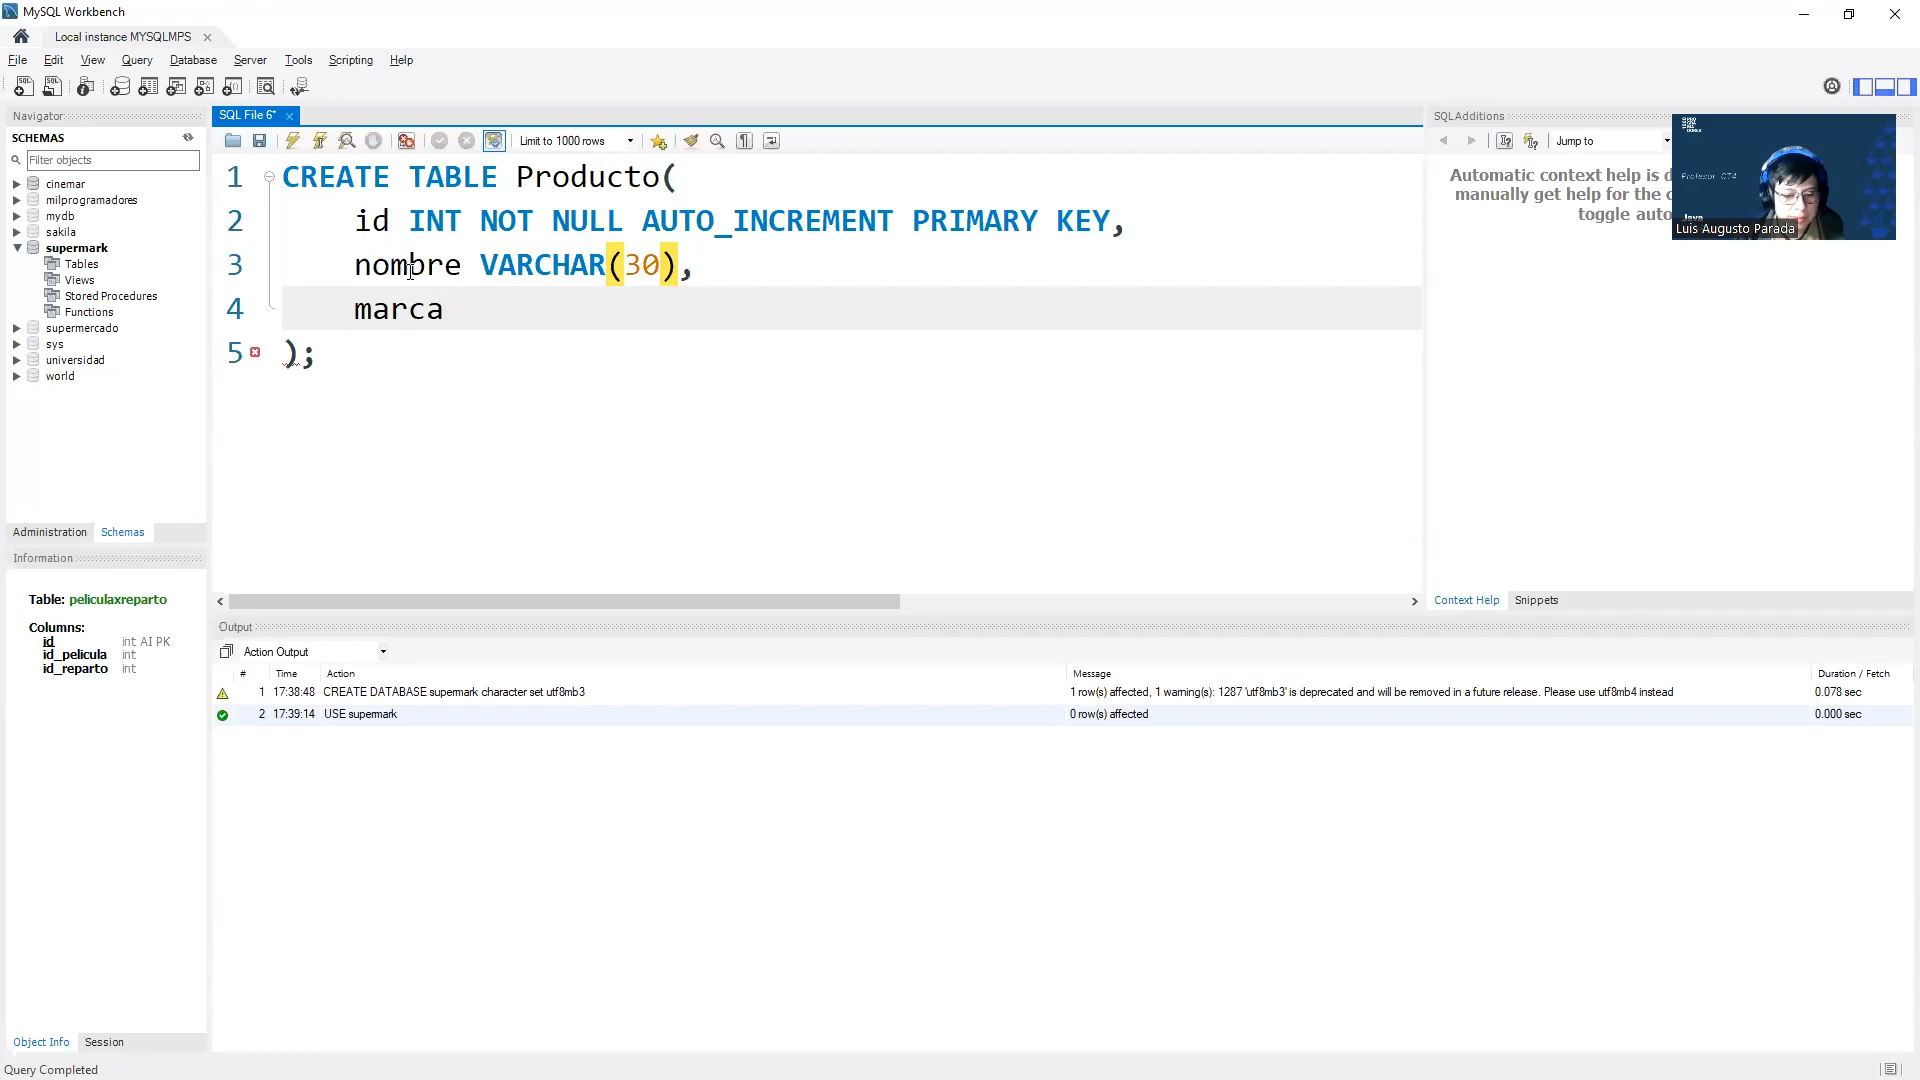 MySQL Workbench
Local instance MYSQLMPS
File Edit View Query Database Server Tools Scripting Help
Navigator
SCHEMAS
Filter objects
cinemar
milprogramadores
mydb
sakila
supermark
Tables
Views
Stored Procedures
Functions
supermercado
sys
universidad
world
Administration Schemas
Information
Table: peliculaxreparto
Columns:
id int AI PK
id_pelicula int
id_reparto int
Object Info Session
Query Completed
SQL File 6*
Limit to 1000 rows
1 CREATE TABLE Producto(
2 id INT NOT NULL AUTO_INCREMENT PRIMARY KEY,
3 nombre VARCHAR(30),
4 marca
5 );
SQLAdditions
Jump to
Automatic context help is d
manually get help for the c
toggle auto
Profesor CT4
Java
Luis Augusto Parada
Context Help Snippets
Output
Action Output
# Time Action Message Duration / Fetch
1 17:38:48 CREATE DATABASE supermark character set utf8mb3 1 row(s) affected, 1 warning(s): 1287 'utf8mb3' is deprecated and will be removed in a future release. Please use utf8mb4 instead 0.078 sec
2 17:39:14 USE supermark 0 row(s) affected 0.000 sec